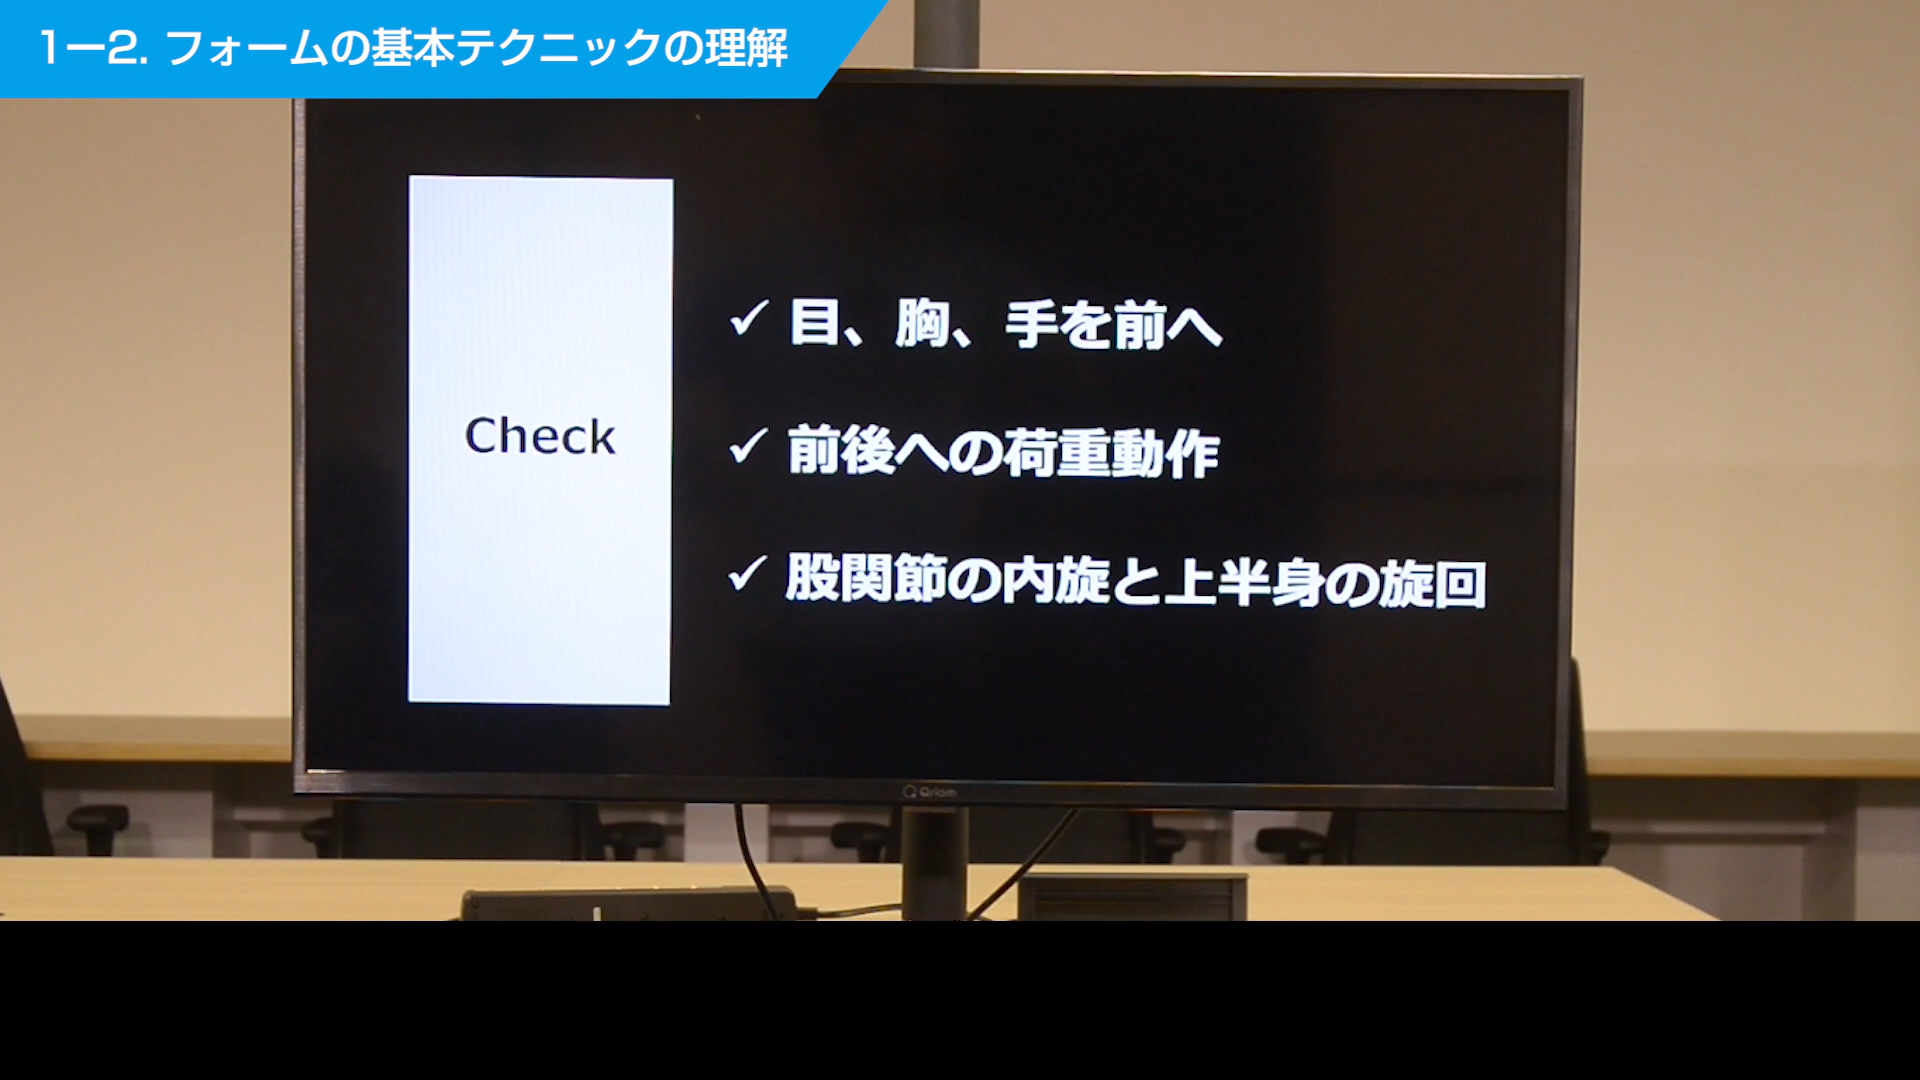 1ー2. フォームの基本テクニックの理解
Check
✓ 目、胸、手を前へ
✓ 前後への荷重動作
✓ 股関節の内旋と上半身の旋回
Qriom